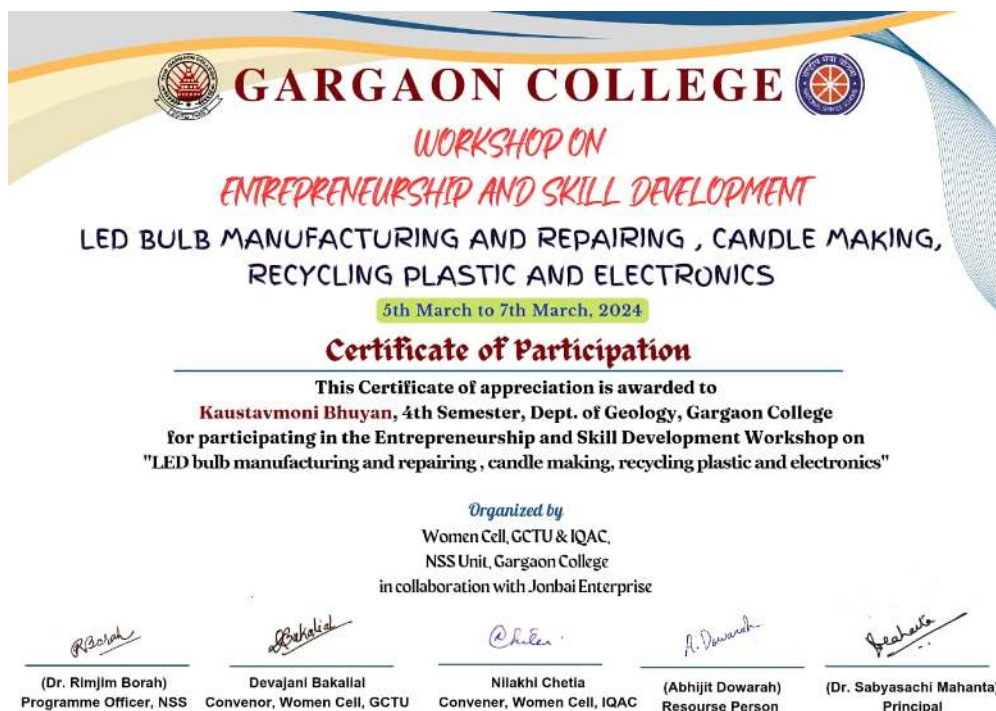 GARGAON COLLEGE
WORKSHOP ON
ENTREPRENEURSHIP AND SKILL DEVELOPMENT
LED BULB MANUFACTURING AND REPAIRING , CANDLE MAKING,
RECYCLING PLASTIC AND ELECTRONICS
5th March to 7th March, 2024
Certificate of Participation
This Certificate of appreciation is awarded to
Kaustavmoni Bhuyan, 4th Semester, Dept. of Geology, Gargaon College
for participating in the Entrepreneurship and Skill Development Workshop on
"LED bulb manufacturing and repairing , candle making, recycling plastic and electronics"
Organized by
Women Cell, GCTU & IQAC,
NSS Unit, Gargaon College
in collaboration with Jonbai Enterprise
RBorah
A. Dowarah
(Dr. Rimjim Borah) Devajani Bakalial Nilakhi Chetia (Abhijit Dowarah) (Dr. Sabyasachi Mahanta)
Programme Officer, NSS Convenor, Women Cell, GCTU Convener, Women Cell, IQAC Resourse Person Principal